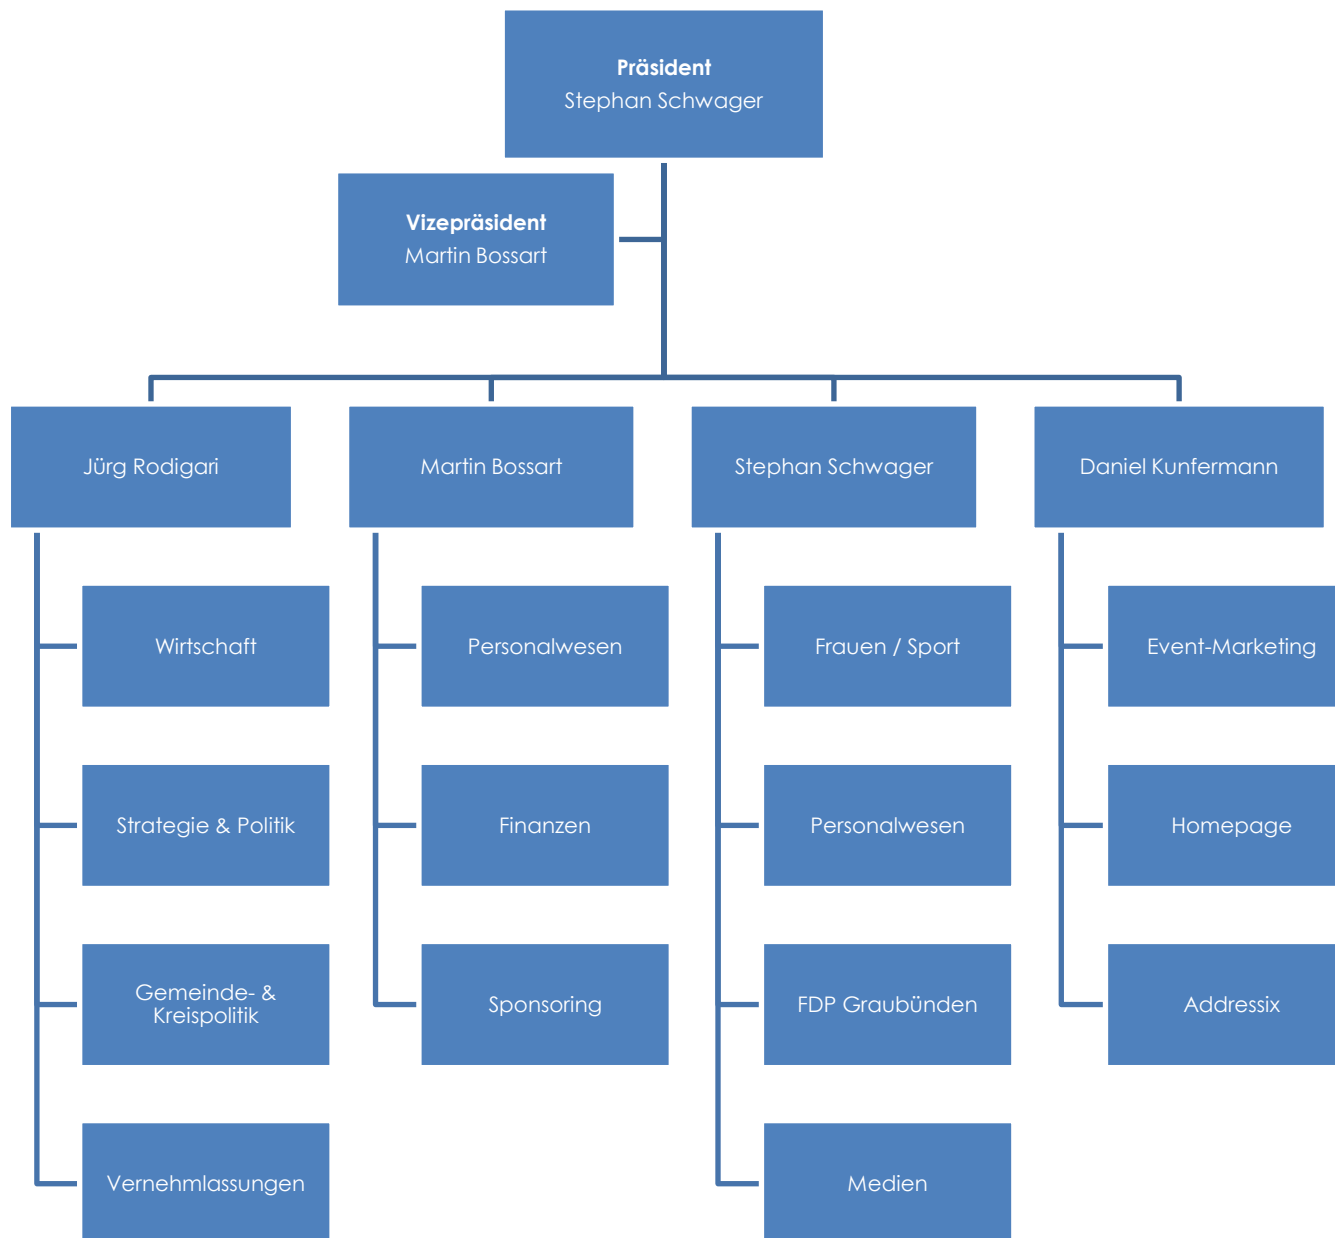 Präsident
Stephan Schwager
Vizepräsident
Martin Bossart
Jürg Rodigari
Martin Bossart
Stephan Schwager
Daniel Kunfermann
Wirtschaft
Personalwesen
Frauen / Sport
Event-Marketing
Strategie & Politik
Finanzen
Personalwesen
Homepage
Gemeinde- &
Kreispolitik
Sponsoring
FDP Graubünden
Addressix
Vernehmlassungen
Medien